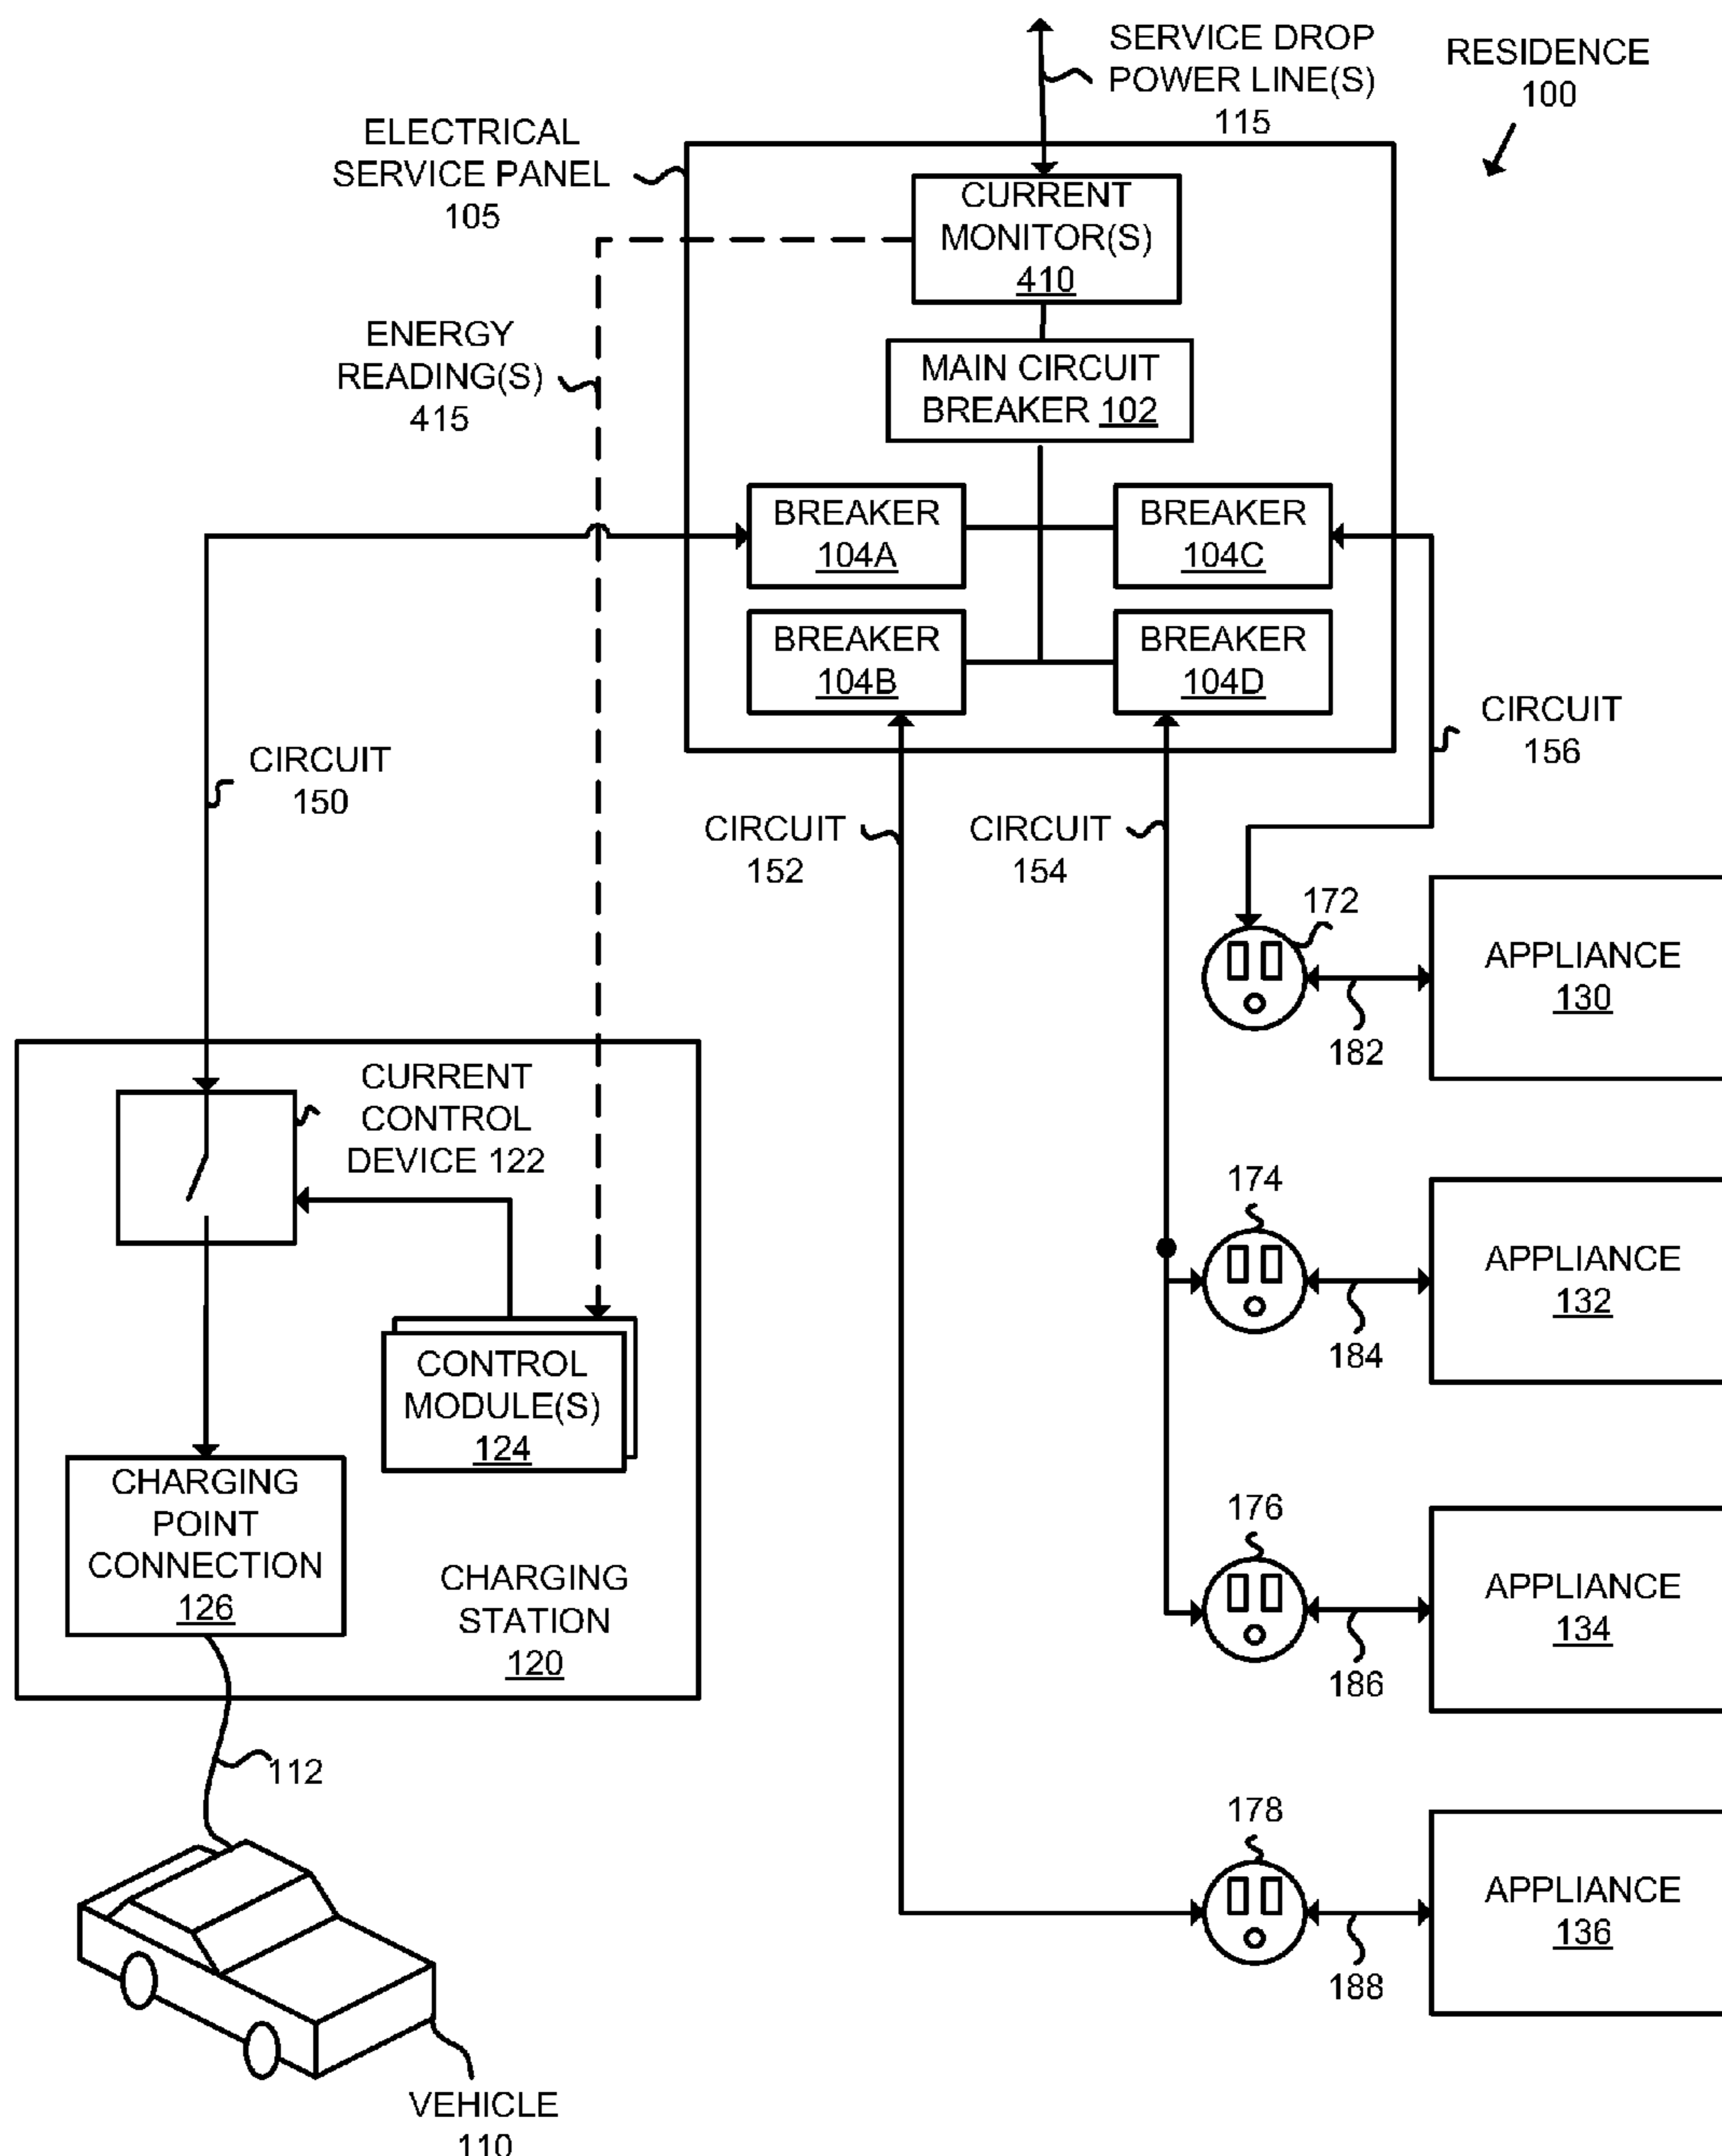 SERVICE DROP
POWER LINE(S)
115
RESIDENCE
100
ELECTRICAL
SERVICE PANEL
105
CURRENT
MONITOR(S)
410
ENERGY
READING(S)
415
MAIN CIRCUIT
BREAKER 102
BREAKER
104A
BREAKER
104C
BREAKER
104B
BREAKER
104D
CIRCUIT
150
CIRCUIT
152
CIRCUIT
154
CIRCUIT
156
172
APPLIANCE
130
182
CURRENT
CONTROL
DEVICE 122
174
APPLIANCE
132
184
CONTROL
MODULE(S)
124
CHARGING
POINT
CONNECTION
126
CHARGING
STATION
120
176
APPLIANCE
134
186
112
178
APPLIANCE
136
188
VEHICLE
110